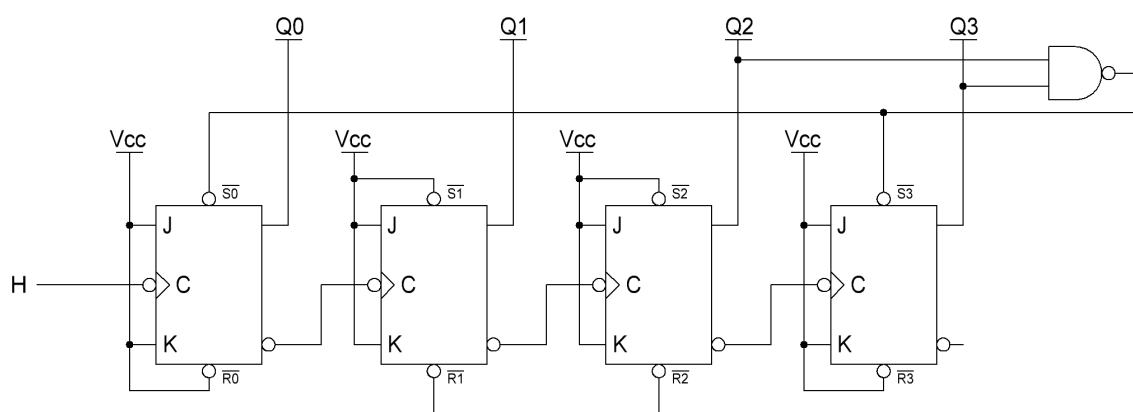 Q0 Q1 Q2 Q3
Vcc Vcc Vcc Vcc
S0 S1 S2 S3
J J J J
H C C C C
K K K K
R0 R1 R2 R3